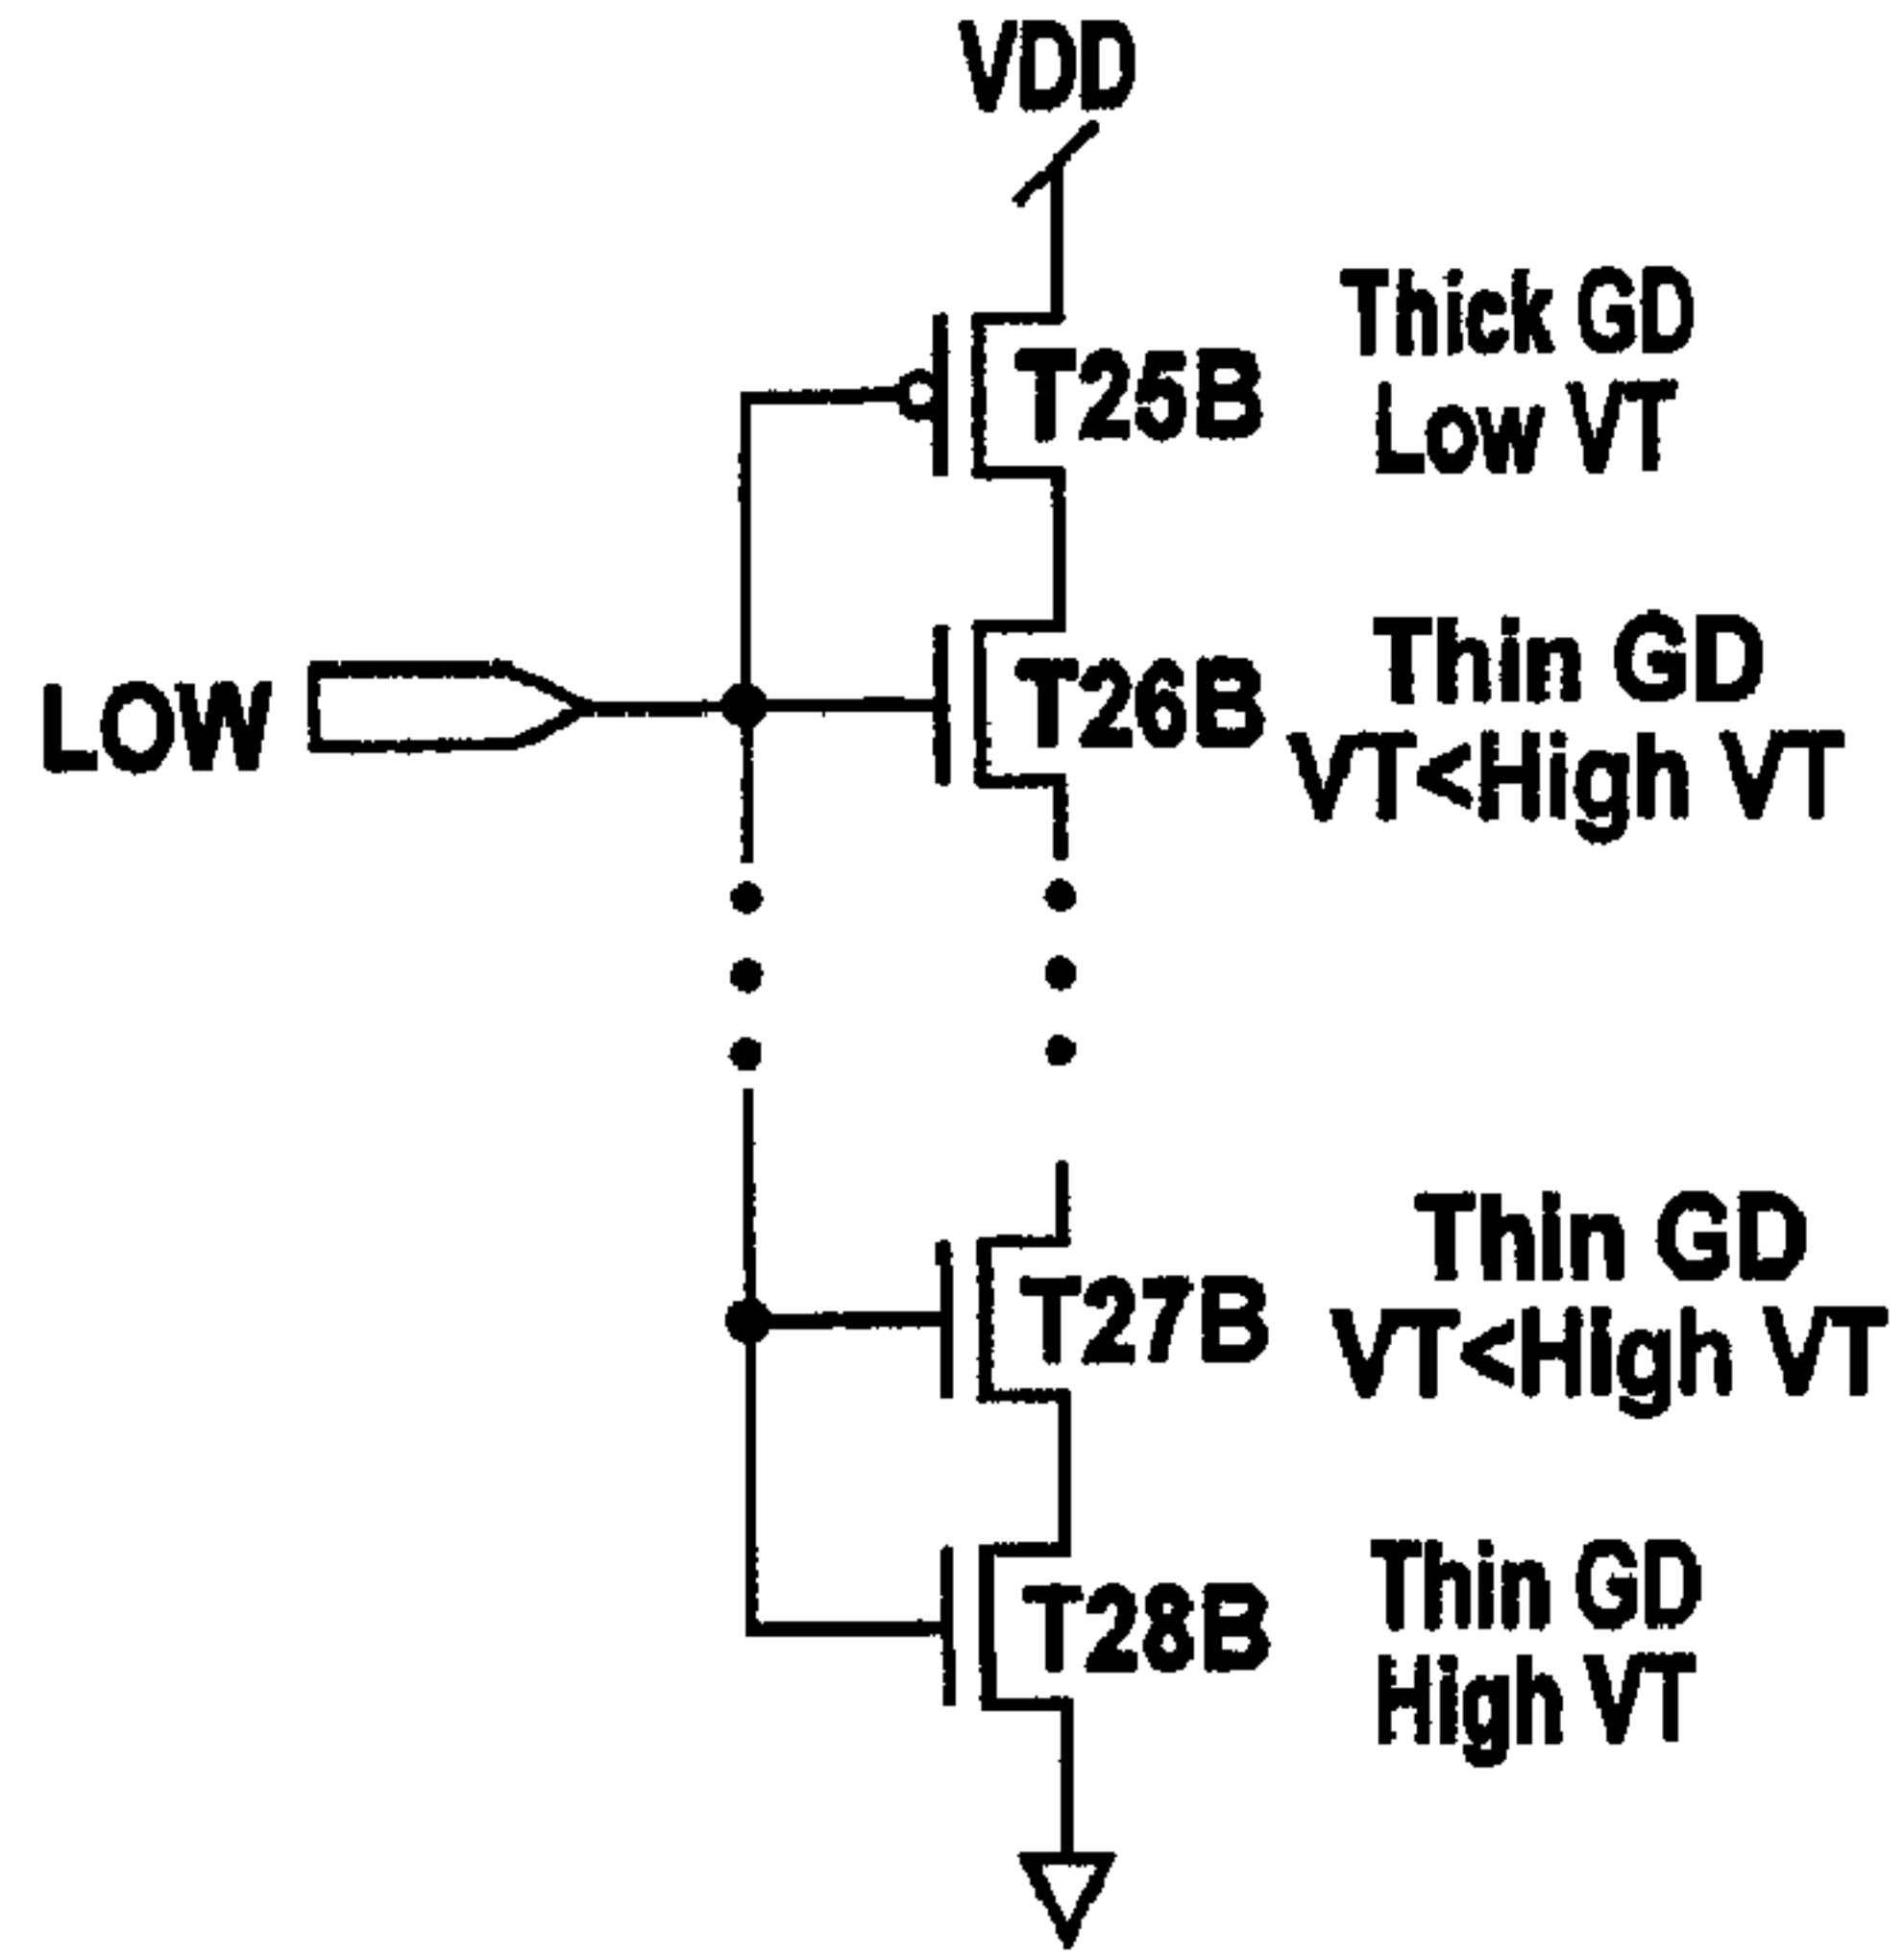 VDD
Thick GD
T25B
Low VT
Thin GD
T26B
LOW
VT<High VT
Thin GD
T27B
VT<High VT
Thin GD
T28B
High VT